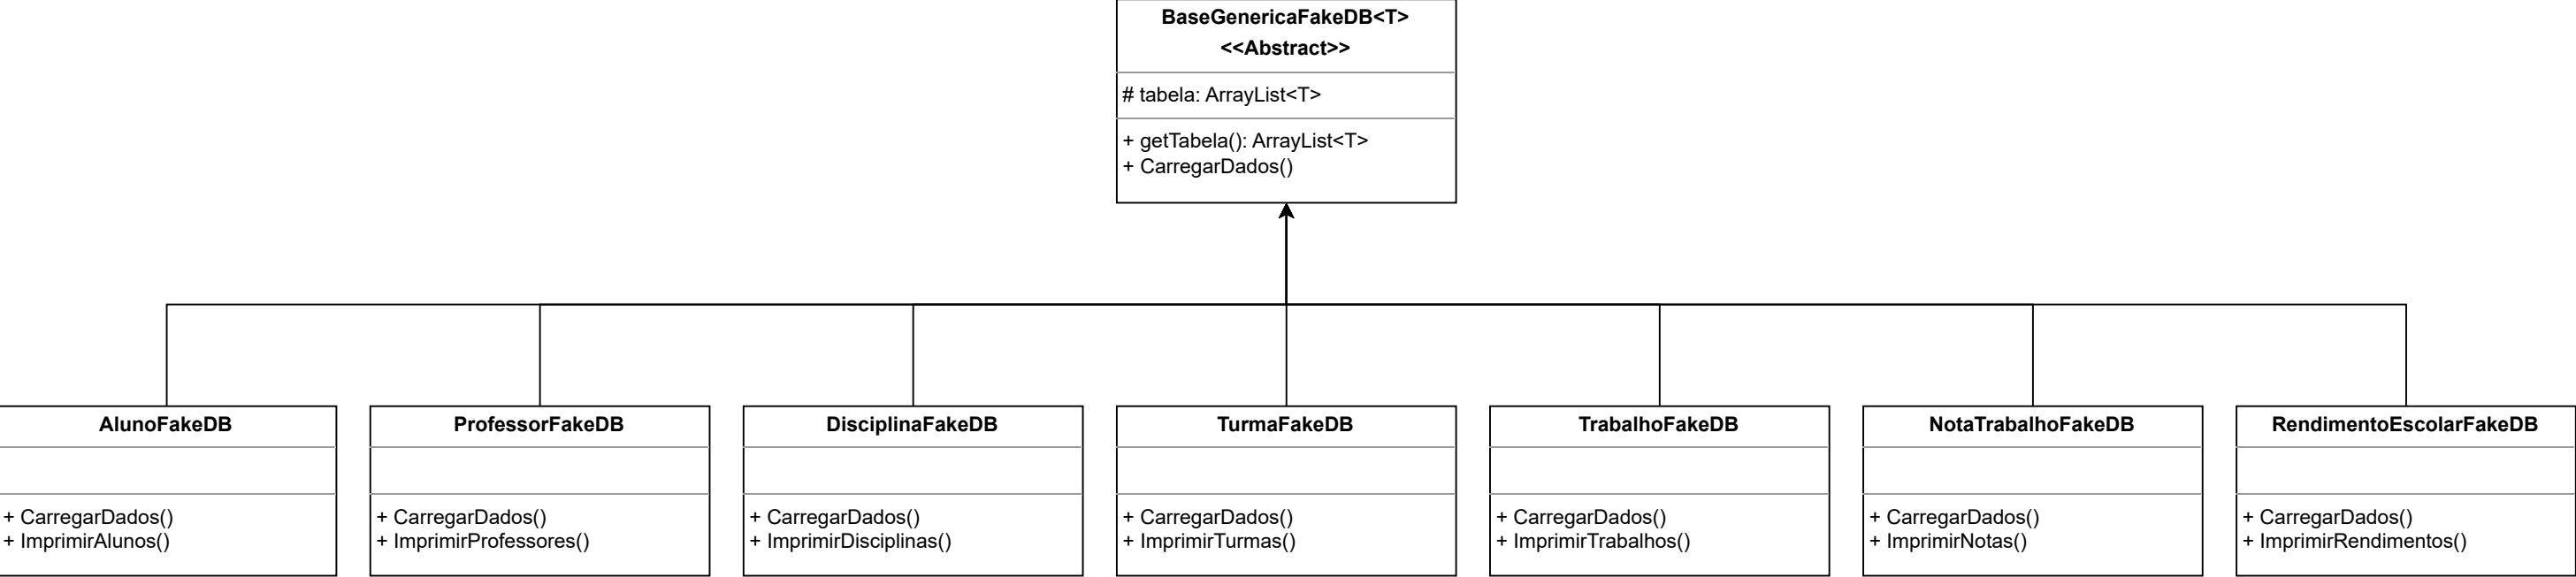 BaseGenericaFakeDB<T>
<<Abstract>>
# tabela: ArrayList<T>
+ getTabela(): ArrayList<T>
+ CarregarDados()
AlunoFakeDB
+ CarregarDados()
+ ImprimirAlunos()
ProfessorFakeDB
+ CarregarDados()
+ ImprimirProfessores()
DisciplinaFakeDB
+ CarregarDados()
+ ImprimirDisciplinas()
TurmaFakeDB
+ CarregarDados()
+ ImprimirTurmas()
TrabalhoFakeDB
+ CarregarDados()
+ ImprimirTrabalhos()
NotaTrabalhoFakeDB
+ CarregarDados()
+ ImprimirNotas()
RendimentoEscolarFakeDB
+ CarregarDados()
+ ImprimirRendimentos()